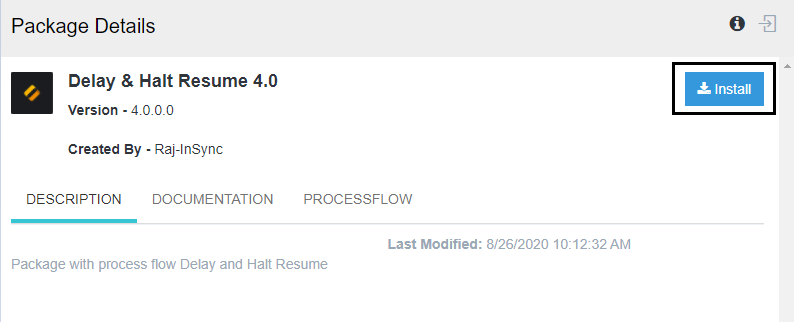 Package Details
Delay & Halt Resume 4.0
Install
Version - 4.0.0.0
Created By - Raj-InSync
DESCRIPTION DOCUMENTATION PROCESSFLOW
Last Modified: 8/26/2020 10:12:32 AM
Package with process flow Delay and Halt Resume